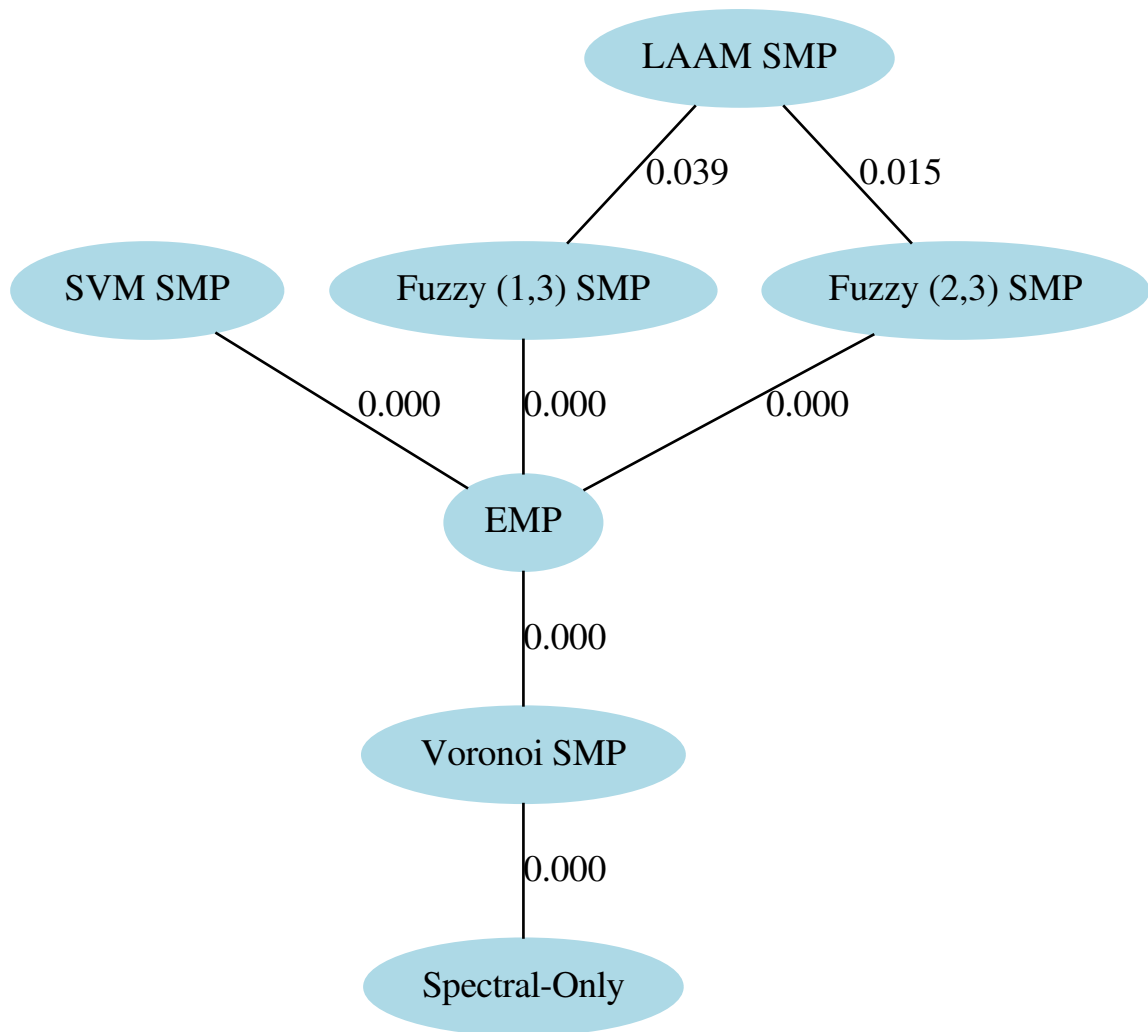 LAAM SMP
0.039
0.015
SVM SMP
Fuzzy (1,3) SMP
Fuzzy (2,3) SMP
0.000
0.000
0.000
EMP
0.000
Voronoi SMP
0.000
Spectral-Only